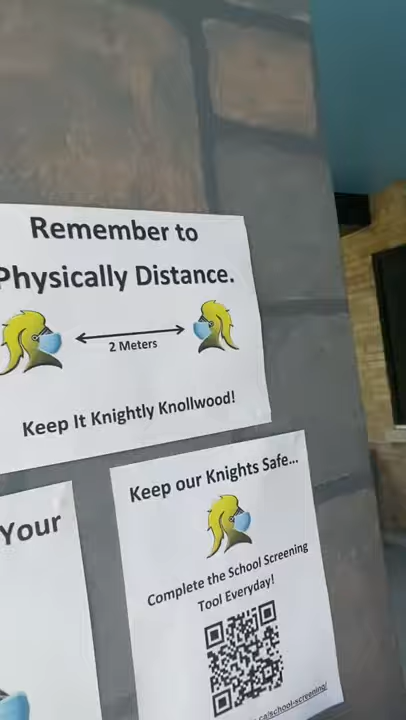 Remember to
Physically Distance.
2 Meters
Keep It Knightly Knollwood!
Your
Keep our Knights Safe...
Complete the School Screening
Tool Everyday!
.ca/school-screening/